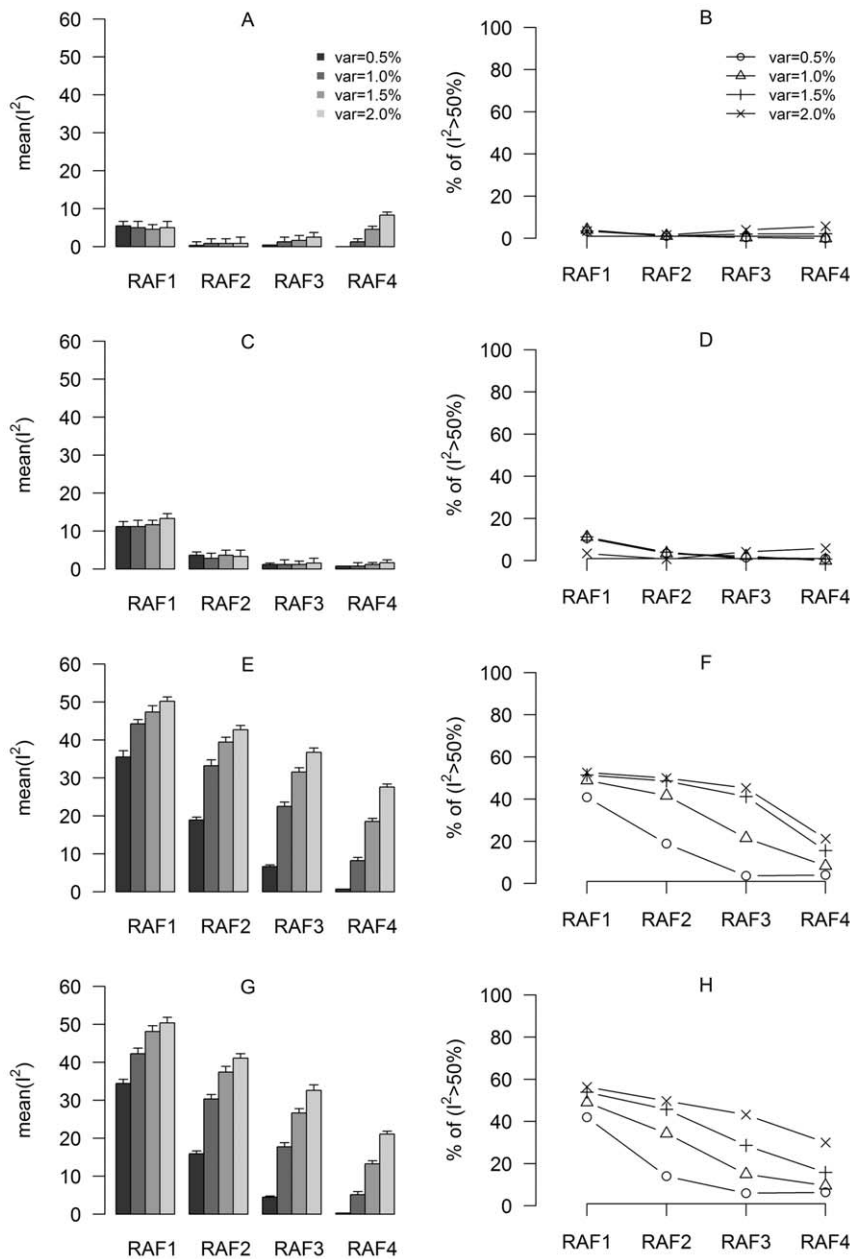 A
mean(I²)
60
50
40
30
20
10
0
var=0.5%
var=1.0%
var=1.5%
var=2.0%
RAF1 RAF2 RAF3 RAF4
B
% of (I²>50%)
100
80
60
40
20
0
var=0.5%
var=1.0%
var=1.5%
var=2.0%
RAF1 RAF2 RAF3 RAF4
C
mean(I²)
60
50
40
30
20
10
0
RAF1 RAF2 RAF3 RAF4
D
% of (I²>50%)
100
80
60
40
20
0
RAF1 RAF2 RAF3 RAF4
E
mean(I²)
60
50
40
30
20
10
0
RAF1 RAF2 RAF3 RAF4
F
% of (I²>50%)
100
80
60
40
20
0
RAF1 RAF2 RAF3 RAF4
G
mean(I²)
60
50
40
30
20
10
0
RAF1 RAF2 RAF3 RAF4
H
% of (I²>50%)
100
80
60
40
20
0
RAF1 RAF2 RAF3 RAF4